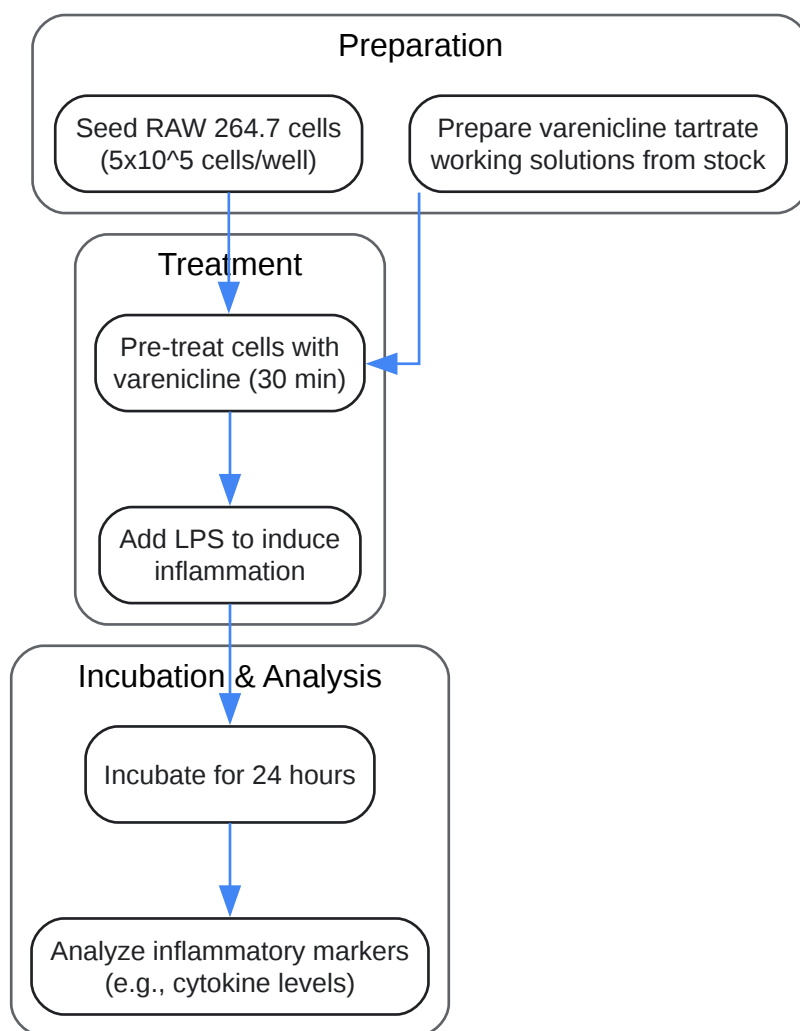 Preparation
Seed RAW 264.7 cells
(5x10^5 cells/well)
Prepare varenicline tartrate
working solutions from stock
Treatment
Pre-treat cells with
varenicline (30 min)
Add LPS to induce
inflammation
Incubation & Analysis
Incubate for 24 hours
Analyze inflammatory markers
(e.g., cytokine levels)